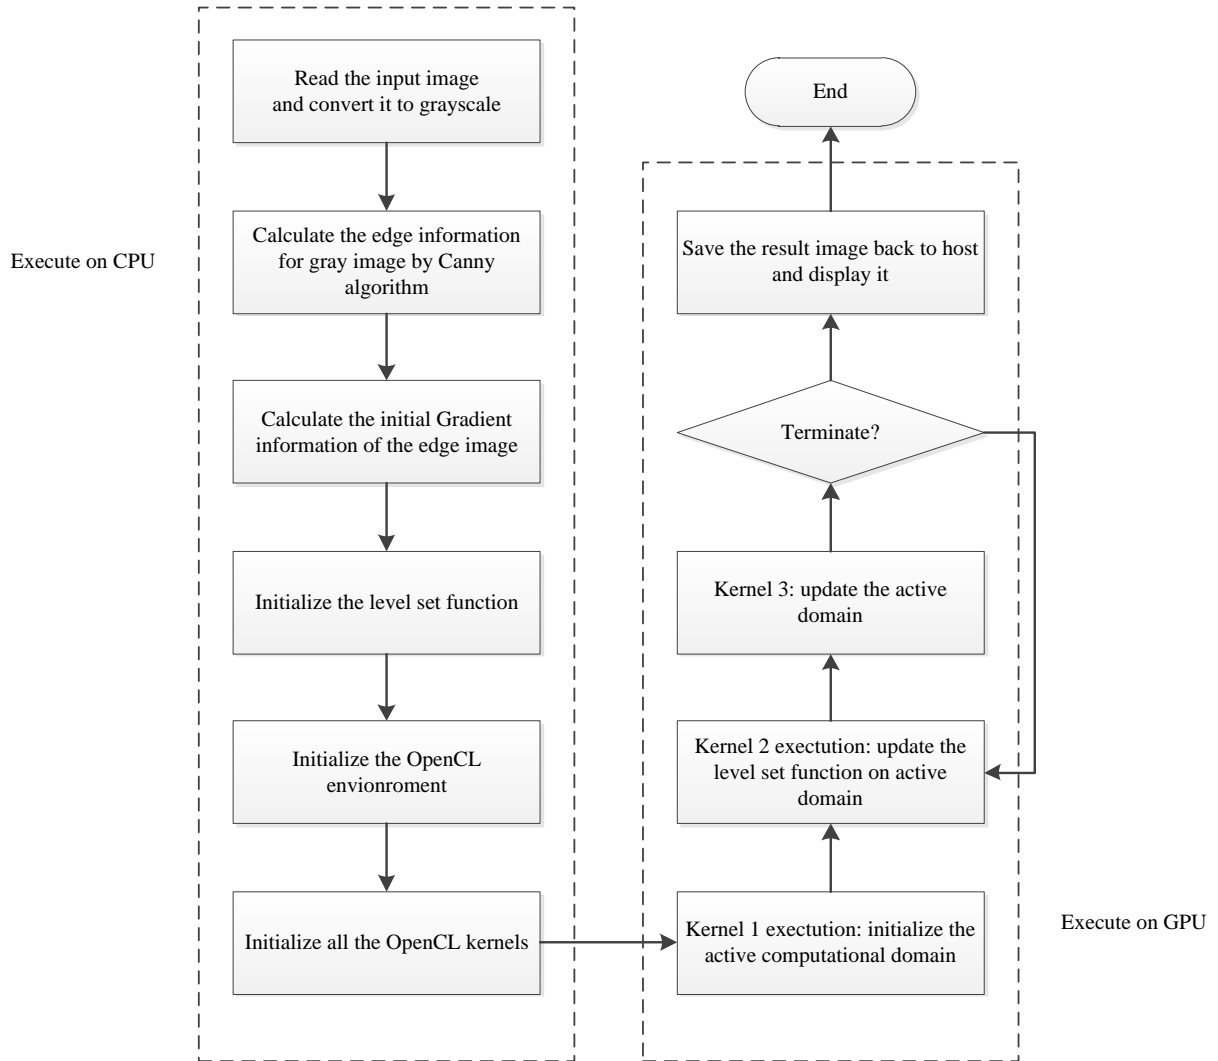 Execute on CPU
Read the input image
and convert it to grayscale
Calculate the edge information
for gray image by Canny
algorithm
Calculate the initial Gradient
information of the edge image
Initialize the level set function
Initialize the OpenCL
envionroment
Initialize all the OpenCL kernels
End
Save the result image back to host
and display it
Terminate?
Kernel 3: update the active
domain
Kernel 2 exectution: update the
level set function on active
domain
Kernel 1 exectution: initialize the
active computational domain
Execute on GPU